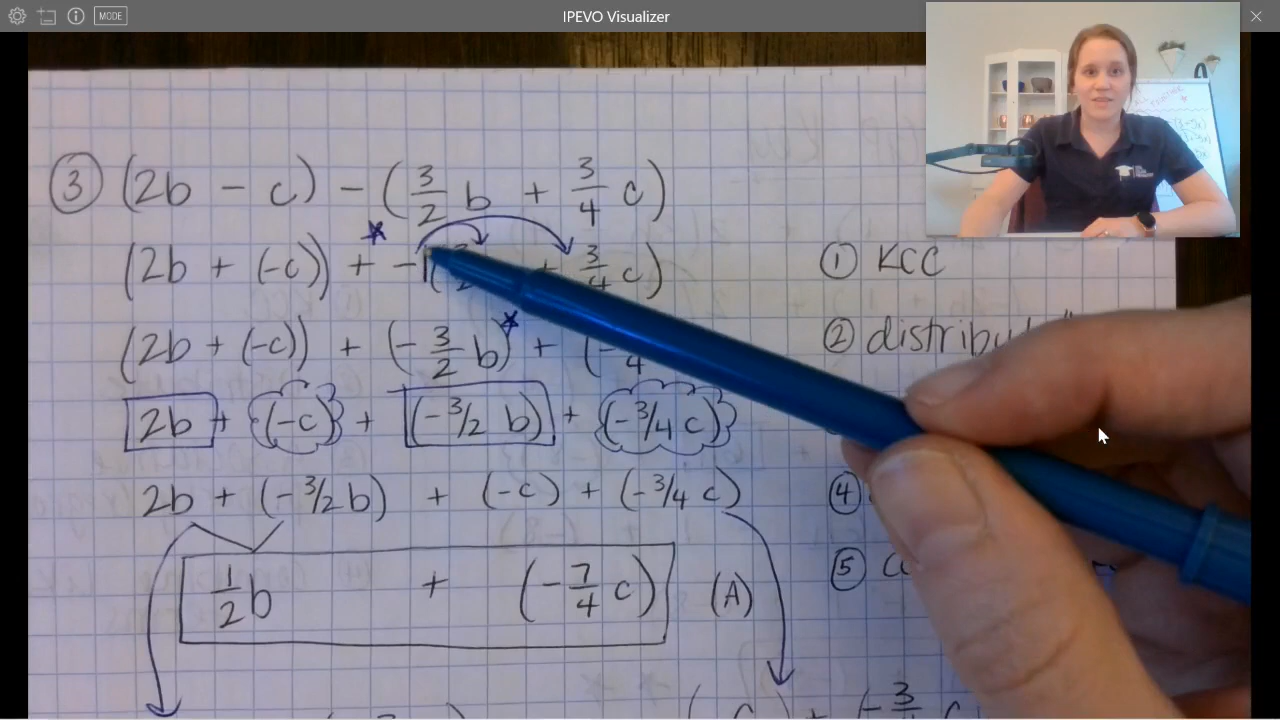 MODE
IPEVO Visualizer
③ (2b - c) - (3/2 b + 3/4 c)
(2b + (-c)) + -1( + 3/4 c)
(2b + (-c)) + (-3/2 b) + (- 4
2b + (-c) + (-3/2 b) + (-3/4 c)
2b + (-3/2 b) + (-c) + (-3/4 c)
1/2 b + (-7/4 c) (A)
① KCC
②
④
⑤